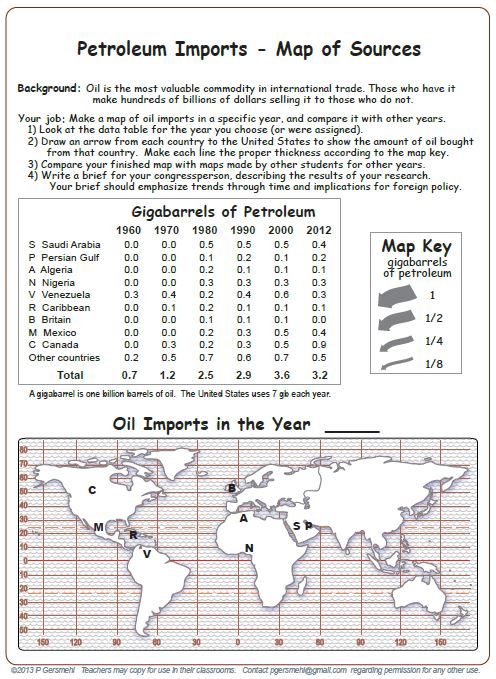 Petroleum Imports - Map of Sources
Background: Oil is the most valuable commodity in international trade. Those who have it
make hundreds of billions of dollars selling it to those who do not.
Your job: Make a map of oil imports in a specific year, and compare it with other years.
1) Look at the data table for the year you choose (or were assigned).
2) Draw an arrow from each country to the United States to show the amount of oil bought
from that country. Make each line the proper thickness according to the map key.
3) Compare your finished map with maps made by other students for other years.
4) Write a brief for your congressperson, describing the results of your research.
Your brief should emphasize trends through time and implications for foreign policy.
Gigabarrels of Petroleum
1960 1970 1980 1990 2000 2012
S Saudi Arabia 0.0 0.0 0.5 0.5 0.5 0.4
P Persian Gulf 0.0 0.0 0.1 0.2 0.1 0.2
A Algeria 0.0 0.0 0.2 0.1 0.1 0.1
N Nigeria 0.0 0.0 0.3 0.3 0.3 0.3
V Venezuela 0.3 0.4 0.2 0.4 0.6 0.3
R Caribbean 0.0 0.1 0.2 0.1 0.1 0.1
B Britain 0.0 0.0 0.1 0.1 0.1 0.0
M Mexico 0.0 0.0 0.2 0.3 0.5 0.4
C Canada 0.0 0.3 0.2 0.3 0.5 0.9
Other countries 0.2 0.5 0.7 0.6 0.7 0.5
Total 0.7 1.2 2.5 2.9 3.6 3.2
Map Key
gigabarrels
of petroleum
1
1/2
1/4
1/8
A gigabarrel is one billion barrels of oil. The United States uses 7 gb each year.
Oil Imports in the Year ______
80
70
60
50
40
30
20
10
0
10
20
30
40
50
C
B
M
R
A
S P
V
N
150 120 90 60 30 0 30 60 90 120 150
©2013 P Gersmehl Teachers may copy for use in their classrooms. Contact pgersmehl@gmail regarding permission for any other use.